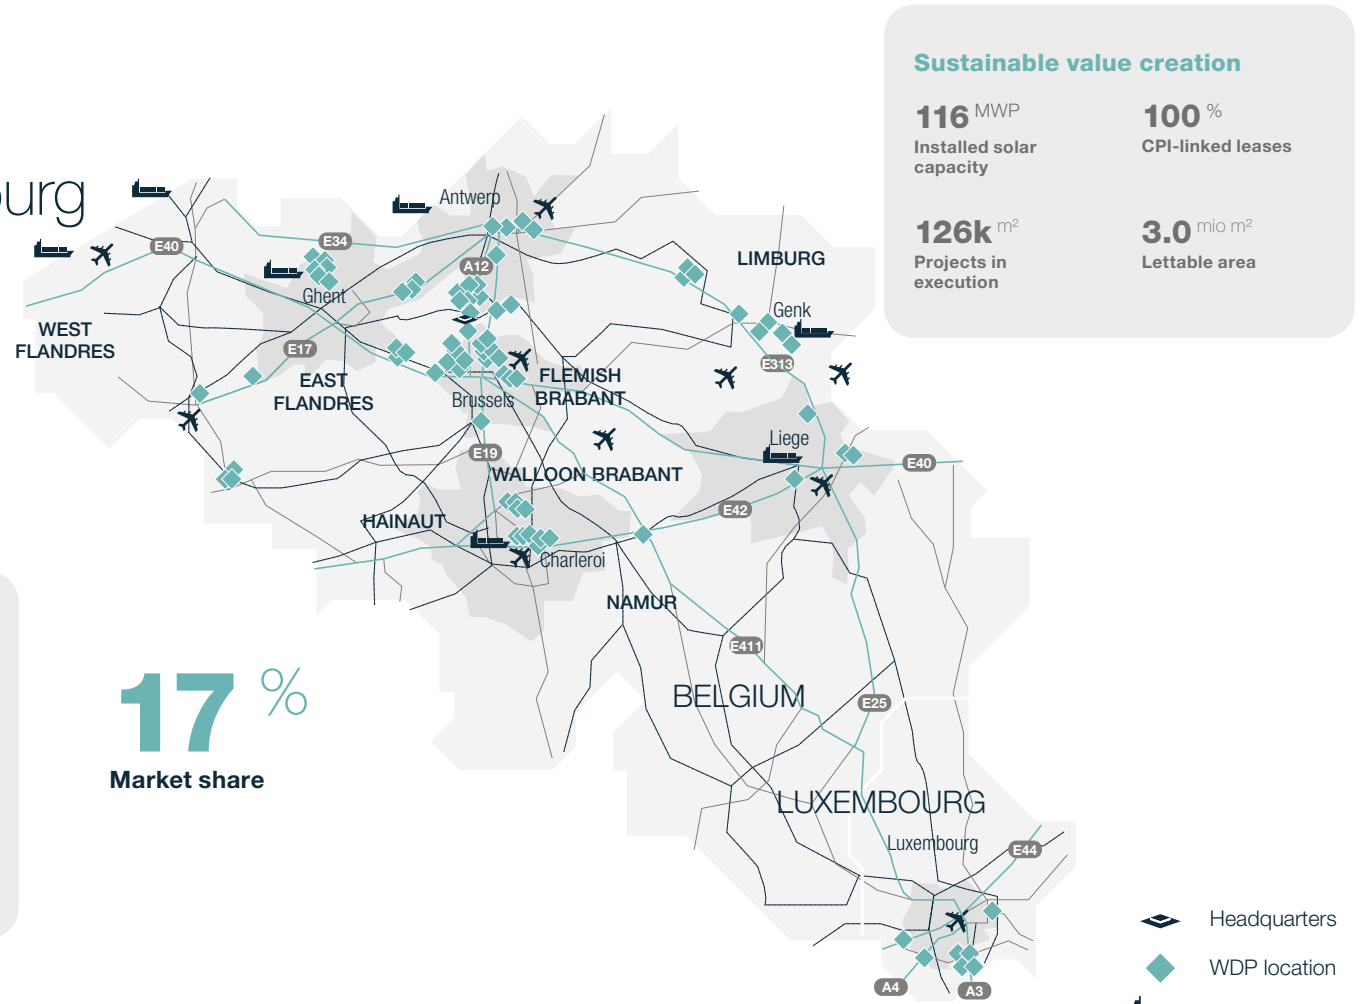 Sustainable value creation
116 MWP
Installed solar
capacity
100 %
CPI-linked leases
126k m²
Projects in
execution
3.0 mio m²
Lettable area
Antwerp
E40
E34
A12
LIMBURG
Ghent
Genk
WEST
FLANDRES
E17
E313
EAST
FLANDRES
FLEMISH
BRABANT
Brussels
Liege
E19
E40
WALLOON BRABANT
E42
HAINAUT
Charleroi
NAMUR
E411
BELGIUM
E25
17 %
Market share
LUXEMBOURG
Luxembourg
E44
A4
A3
Headquarters
WDP location